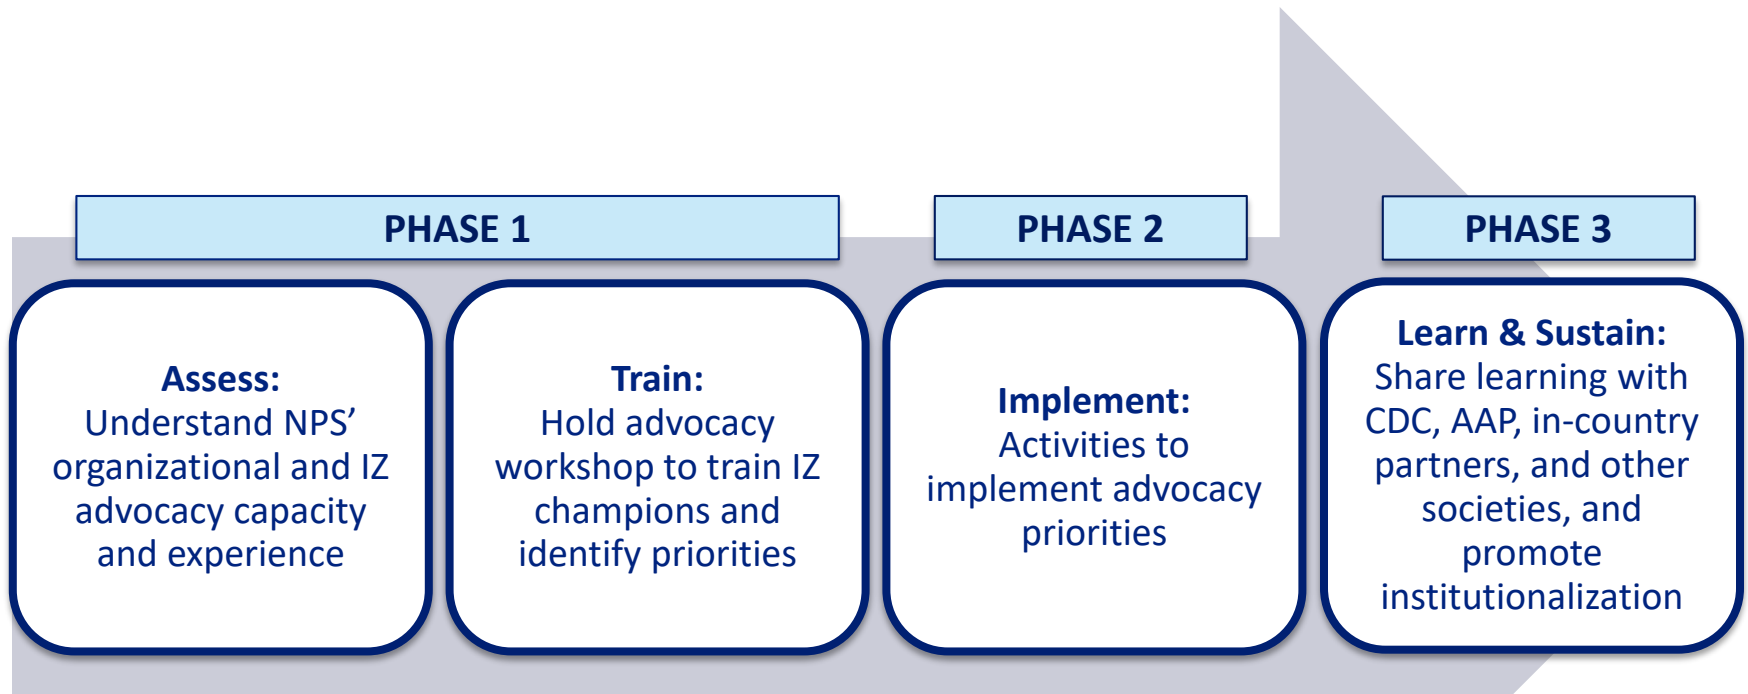 PHASE 1
PHASE 2
PHASE 3
Assess:
Understand NPS’
organizational and IZ
advocacy capacity
and experience
Train:
Hold advocacy
workshop to train IZ
champions and
identify priorities
Implement:
Activities to
implement advocacy
priorities
Learn & Sustain:
Share learning with
CDC, AAP, in-country
partners, and other
societies, and
promote
institutionalization